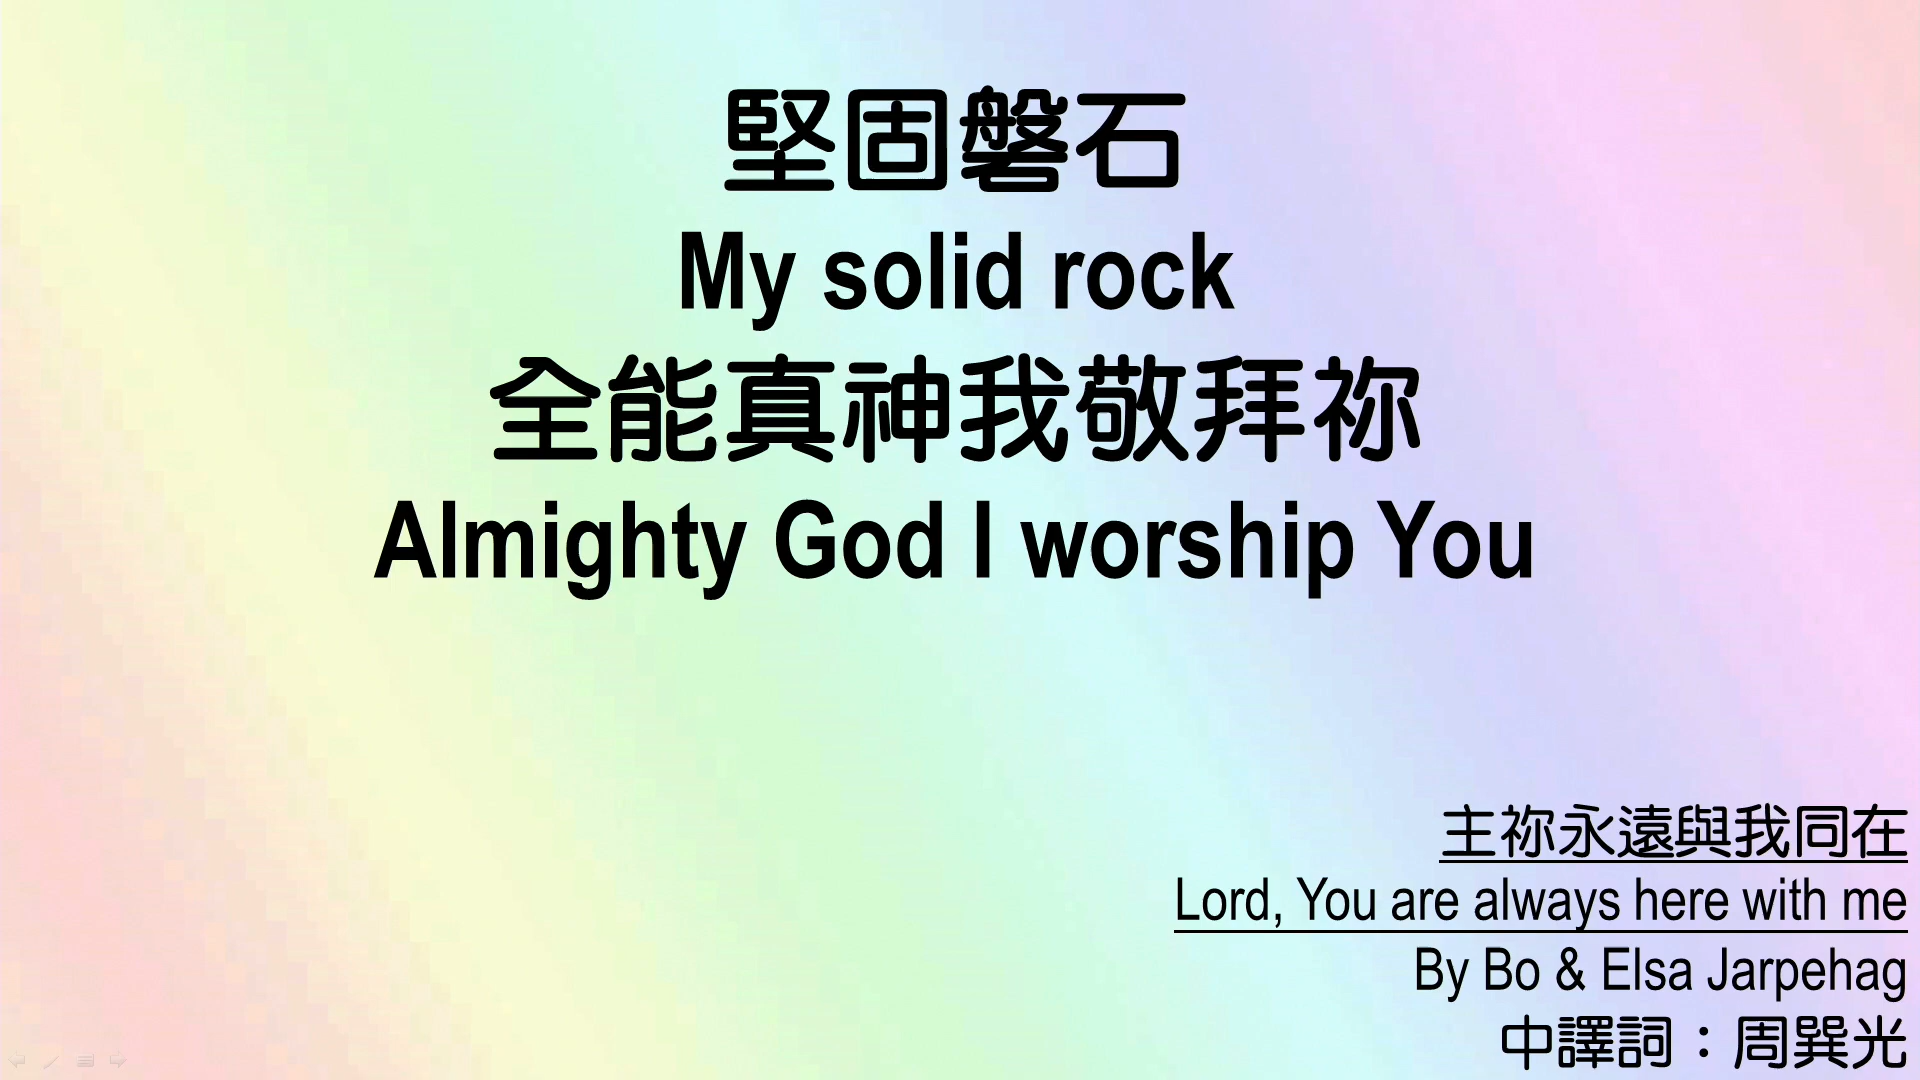 堅固磐石
My solid rock
全能真神我敬拜祢
Almighty God I worship You
主祢永遠與我同在
Lord, You are always here with me
By Bo & Elsa Jarpehag
中譯詞：周巽光